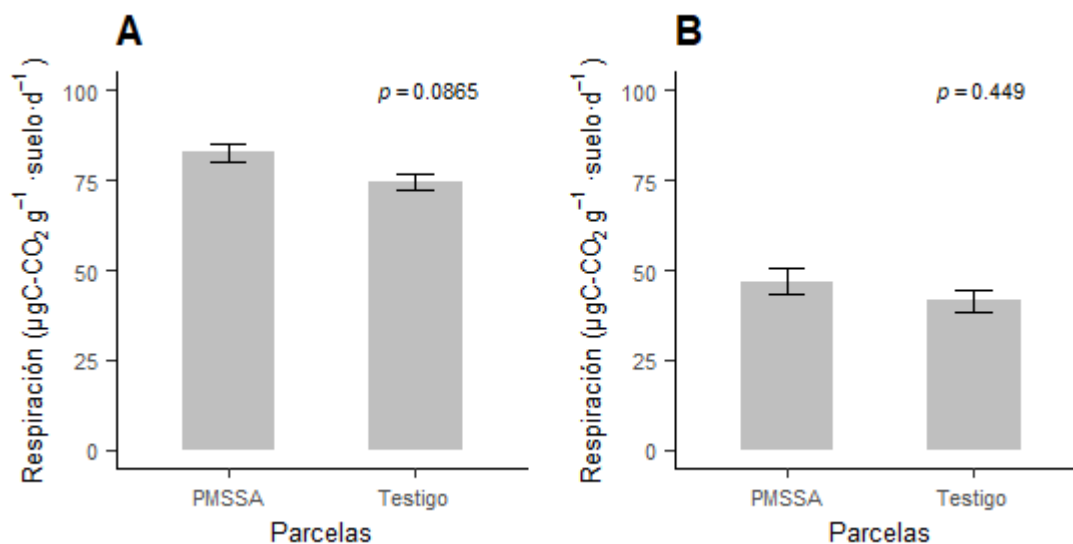 A
p = 0.0865
Respiración (µgC-CO₂ g⁻¹ ·suelo·d⁻¹ )
100
75
50
25
0
PMSSA Testigo
Parcelas
B
p = 0.449
Respiración (µgC-CO₂ g⁻¹ ·suelo·d⁻¹ )
100
75
50
25
0
PMSSA Testigo
Parcelas